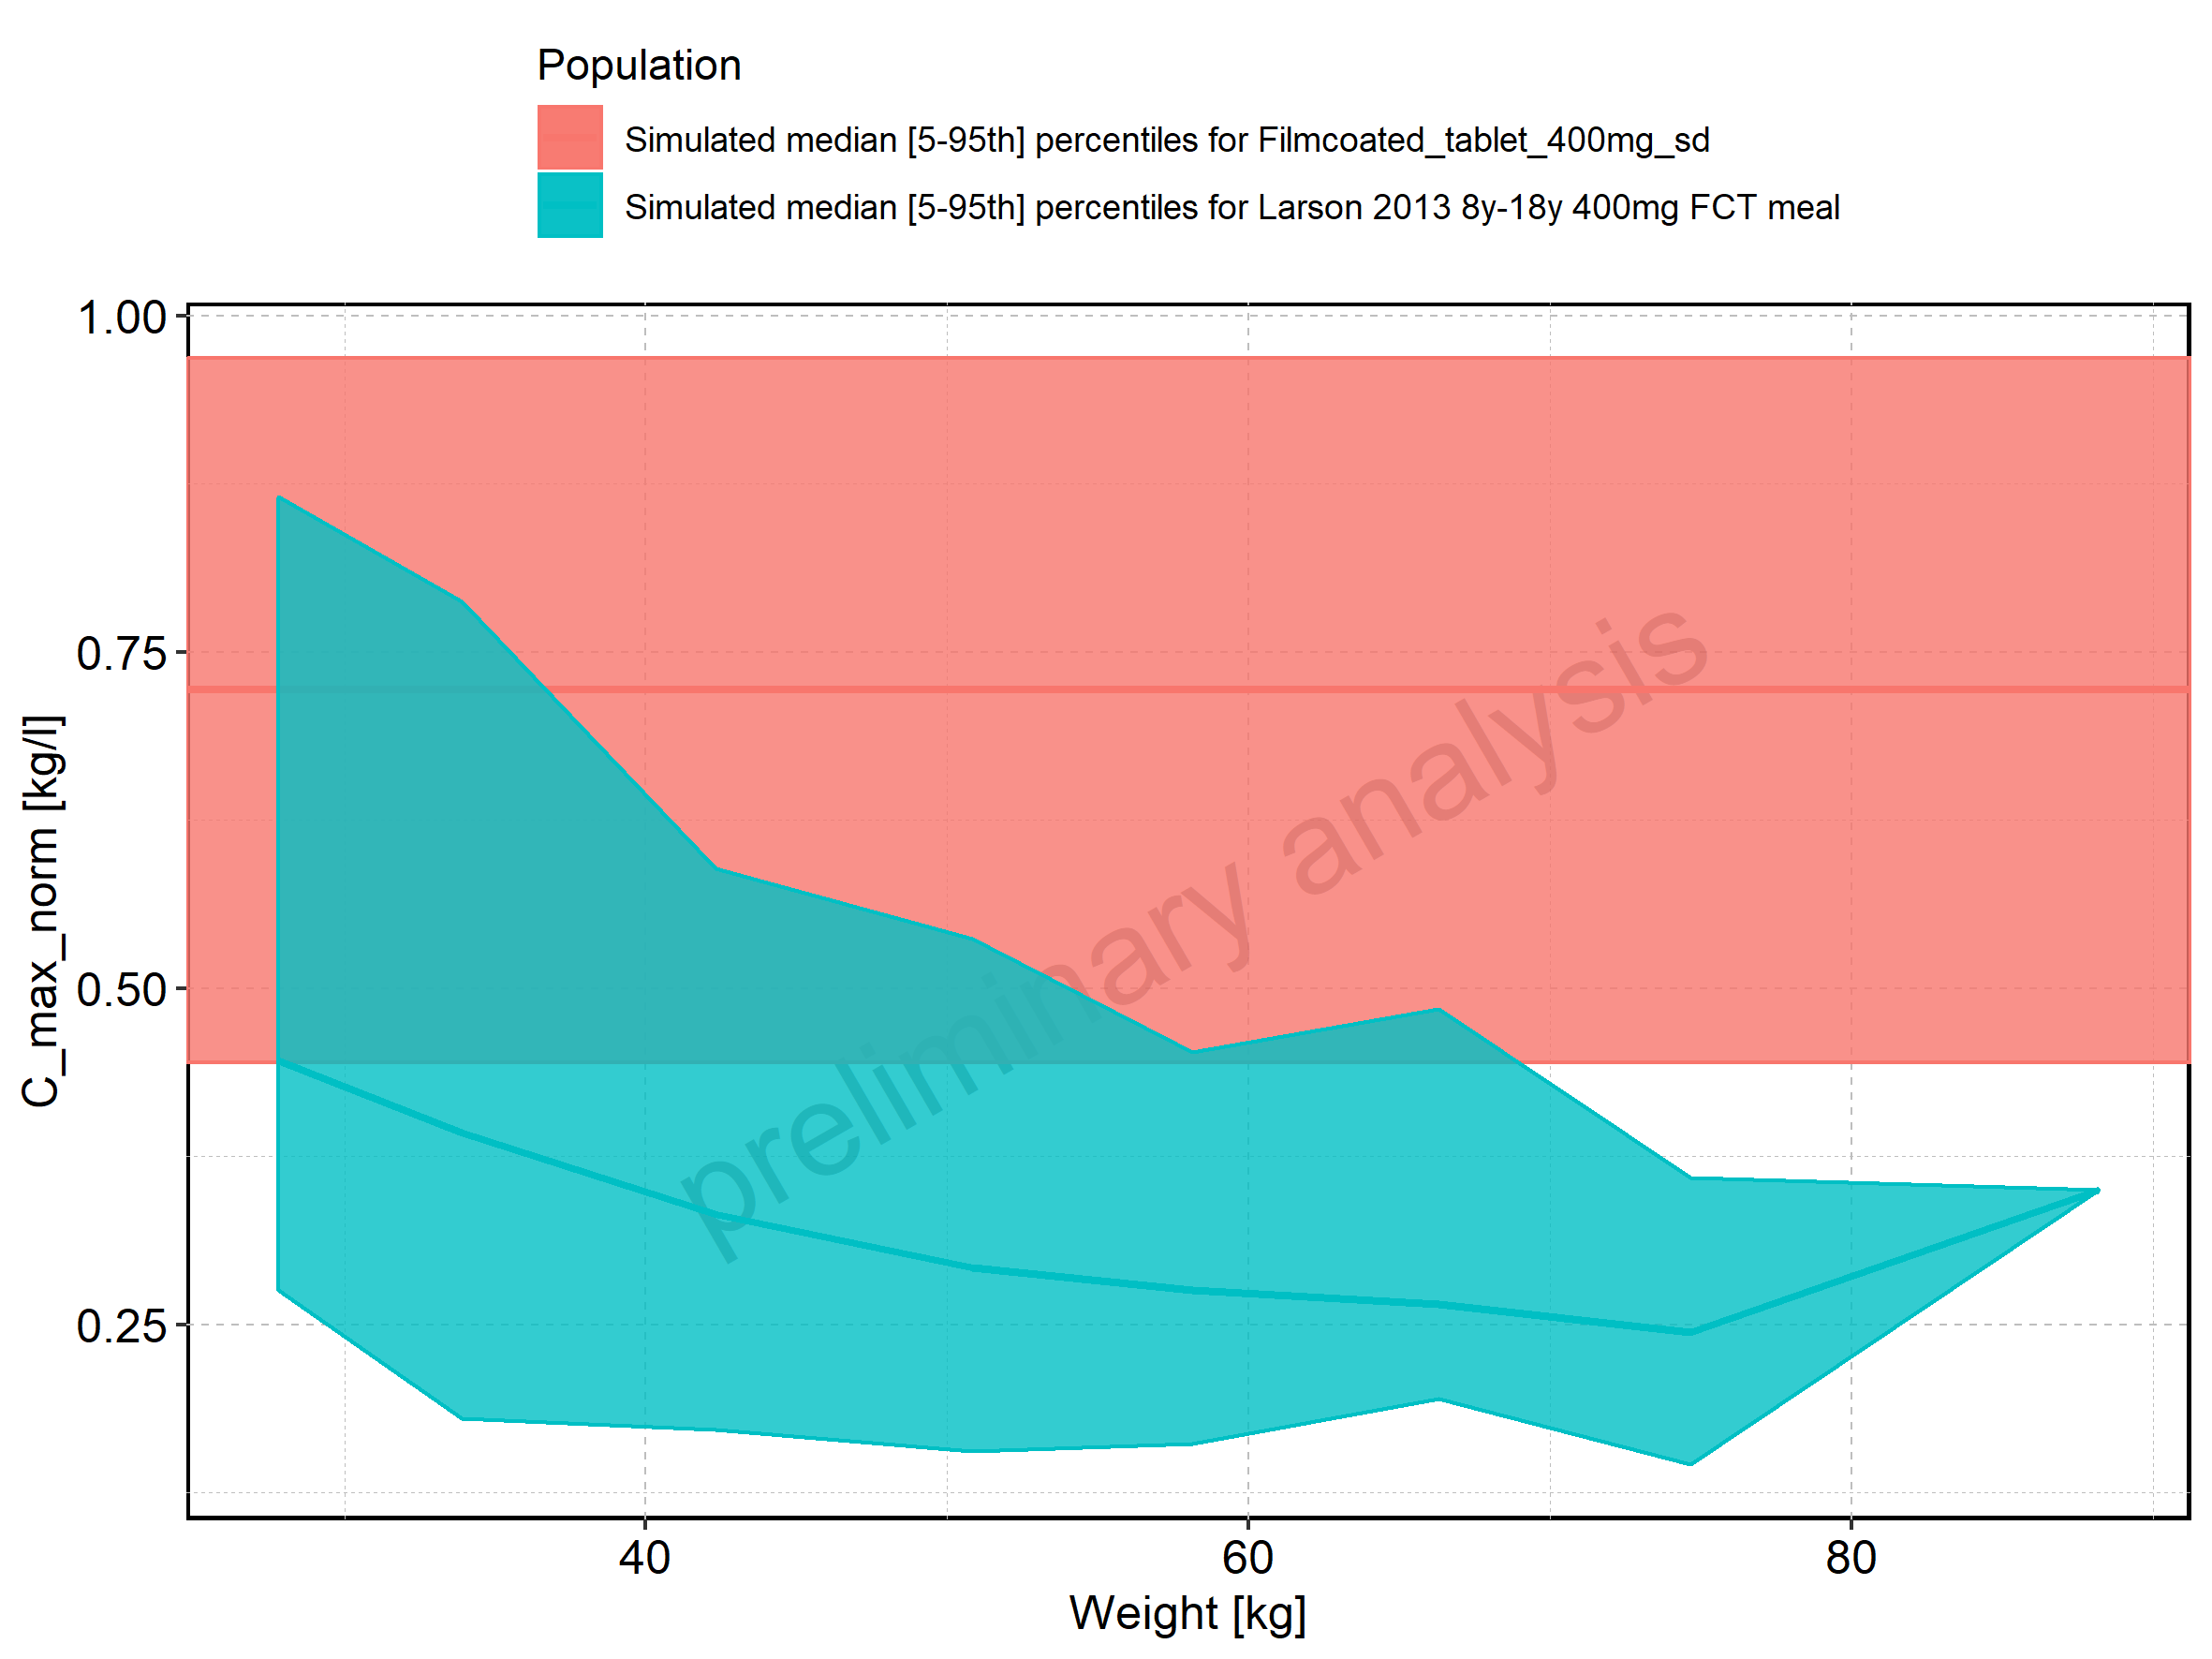 Population
Simulated median [5-95th] percentiles for Filmcoated_tablet_400mg_sd
Simulated median [5-95th] percentiles for Larson 2013 8y-18y 400mg FCT meal
1.00
0.75
0.50
0.25
C_max_norm [kg/l]
preliminary analysis
40 60 80
Weight [kg]